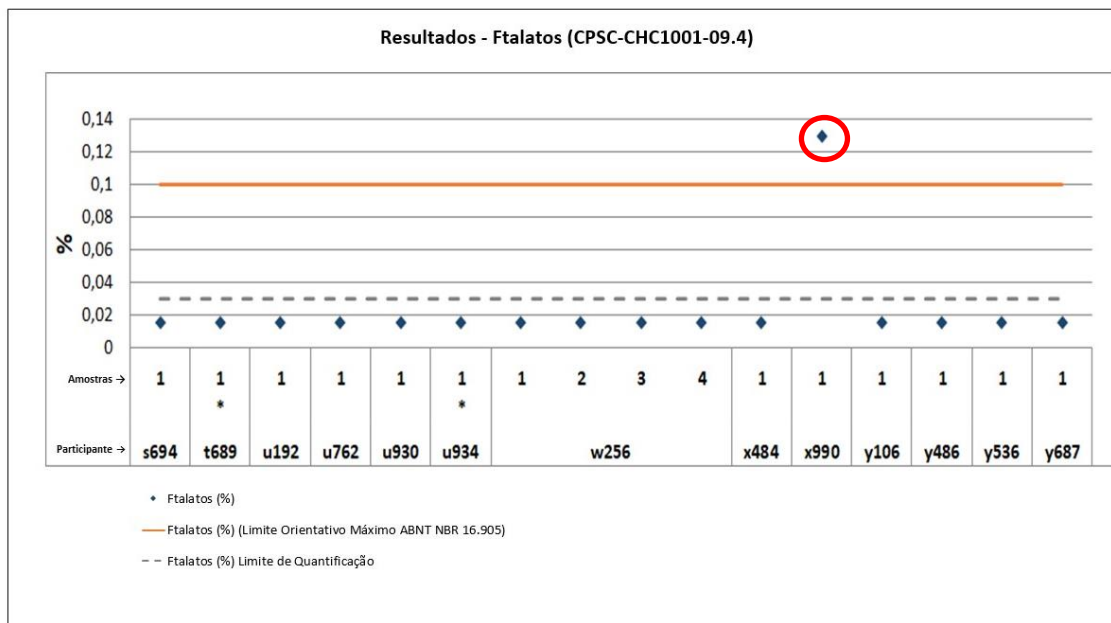 Resultados - Ftalatos (CPSC-CHC1001-09.4)
0,14
0,12
0,1
0,08
0,06
0,04
0,02
0
%
Amostras → 1 1 1 1 1 1 1 2 3 4 1 1 1 1 1 1
* *
Participante → s694 t689 u192 u762 u930 u934 w256 x484 x990 y106 y486 y536 y687
Ftalatos (%)
Ftalatos (%) (Limite Orientativo Máximo ABNT NBR 16.905)
Ftalatos (%) Limite de Quantificação